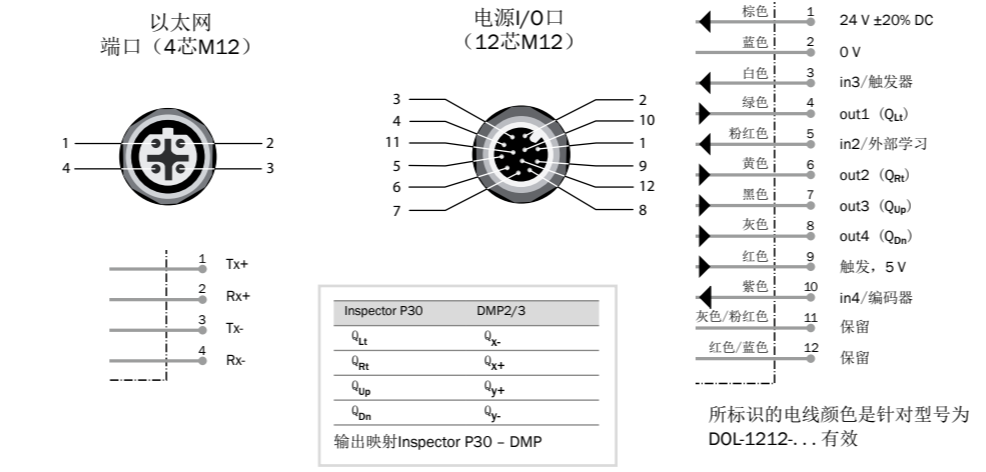 以太网
端口（4芯M12）
1
2
4
3
1 Tx+
2 Rx+
3 Tx-
4 Rx-
电源I/O口
（12芯M12）
3
4
11
5
6
7
2
10
1
9
12
8
Inspector P30 DMP2/3
QLt Qx-
QRt Qx+
QUp Qy+
QDn Qy-
输出映射Inspector P30 – DMP
棕色 1 24 V ±20% DC
蓝色 2 0 V
白色 3 in3/触发器
绿色 4 out1（QLt）
粉红色 5 in2/外部学习
黄色 6 out2（QRt）
黑色 7 out3（QUp）
灰色 8 out4（QDn）
红色 9 触发，5 V
紫色 10 in4/编码器
灰色/粉红色 11 保留
红色/蓝色 12 保留
所标识的电线颜色是针对型号为
DOL-1212-... 有效